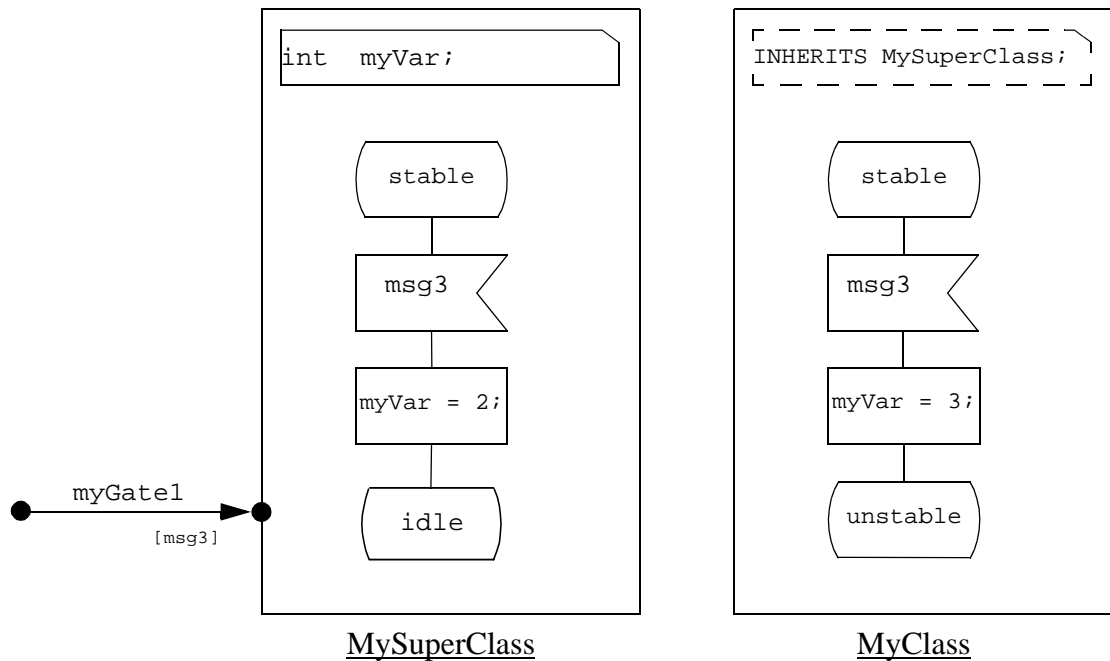 int myVar;
stable
msg3
myVar = 2;
idle
myGate1
[msg3]
MySuperClass
INHERITS MySuperClass;
stable
msg3
myVar = 3;
unstable
MyClass